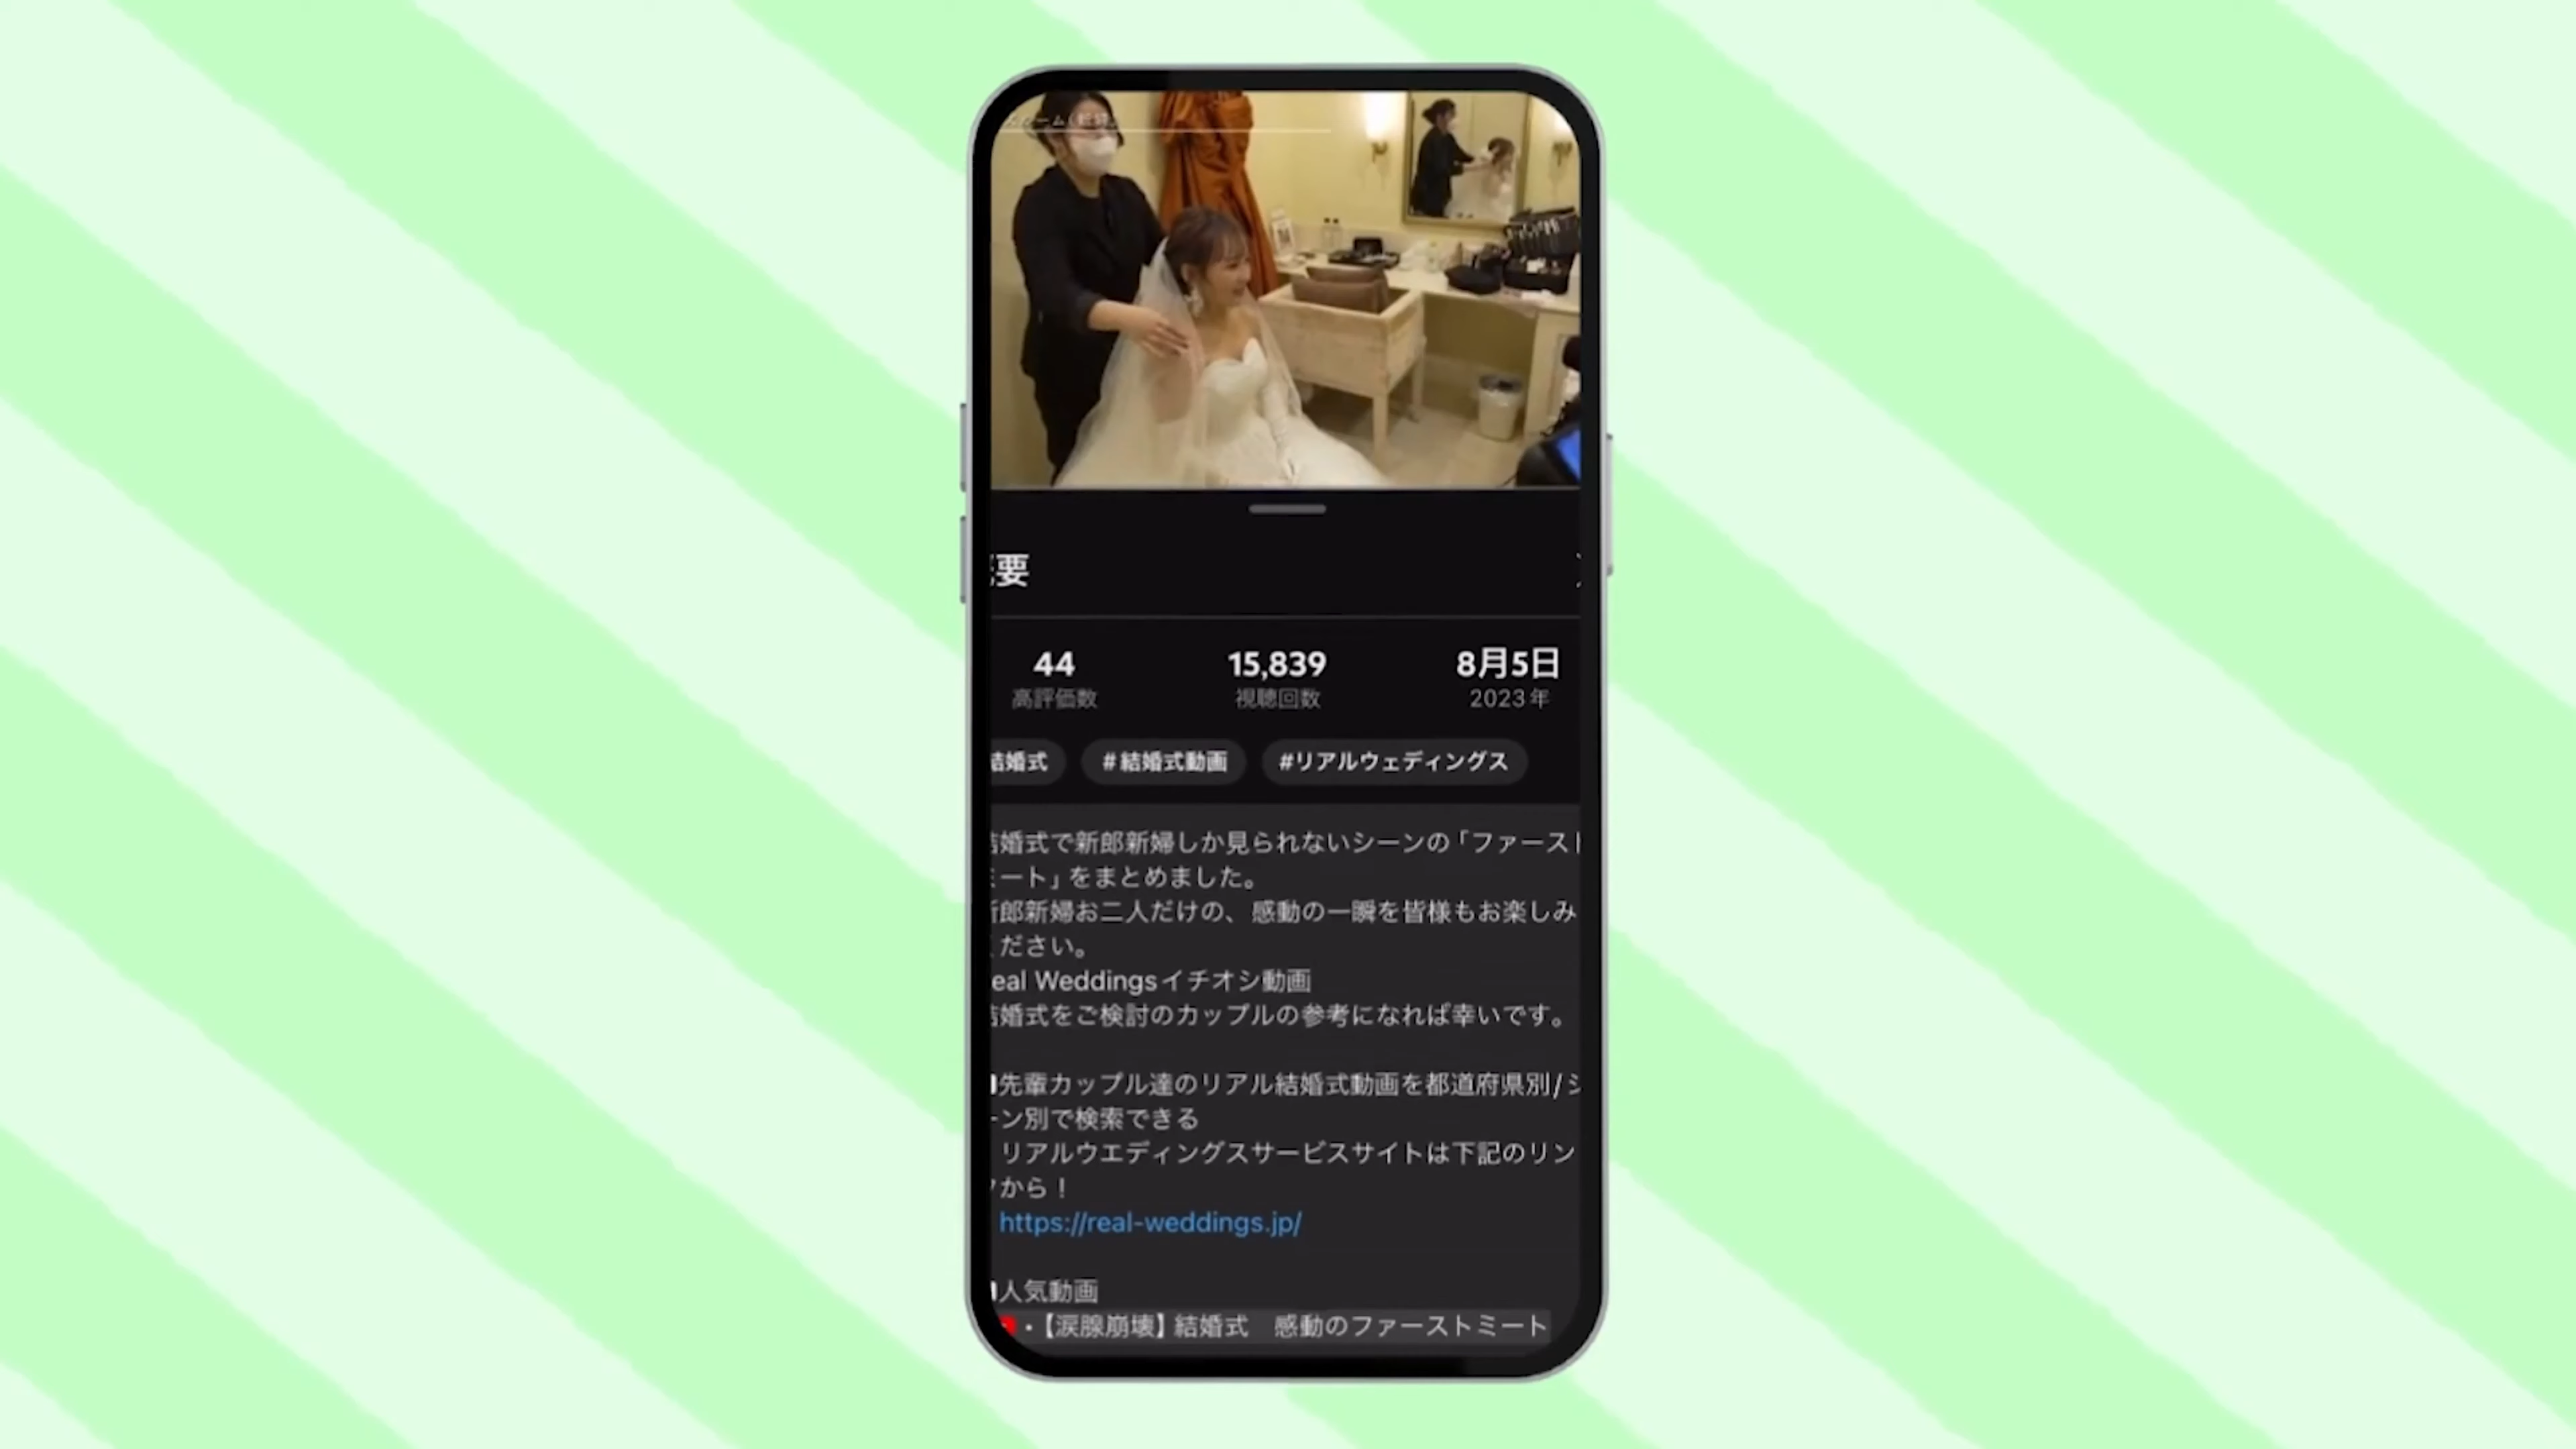 要
44
15,839
8月5日
高評価数
視聴回数
2023年
結婚式
#結婚式動画
#リアルウェディングス
結婚式で新郎新婦しか見られないシーンの「ファースト
ミート」をまとめました。
新郎新婦お二人だけの、感動の一瞬を皆様もお楽しみ
ください。
eal Weddingsイチオシ動画
結婚式をご検討のカップルの参考になれば幸いです。
先輩カップル達のリアル結婚式動画を都道府県別/シ
ーン別で検索できる
リアルウエディングスサービスサイトは下記のリン
クから！
https://real-weddings.jp/
人気動画
・【涙腺崩壊】結婚式　感動のファーストミート